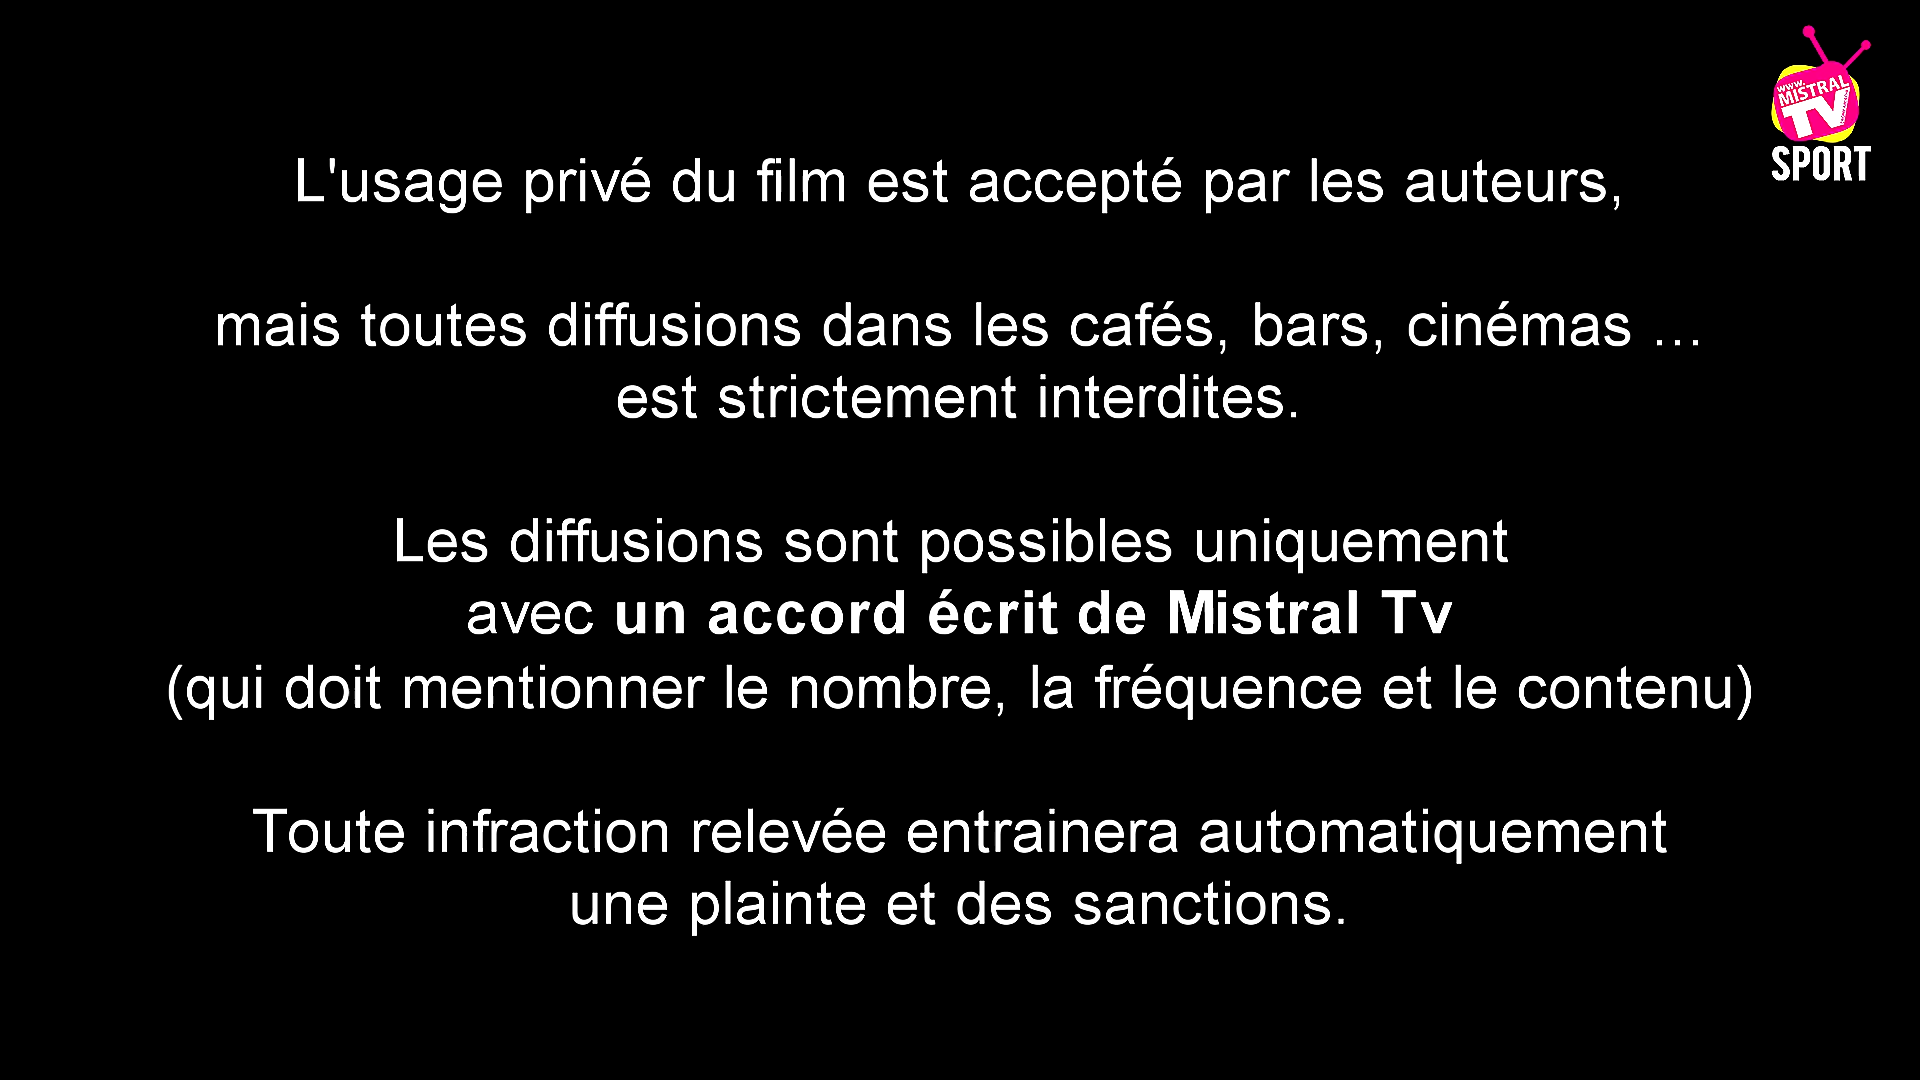 www.
MISTRAL
TV
SPORT
L'usage privé du film est accepté par les auteurs,
mais toutes diffusions dans les cafés, bars, cinémas ...
est strictement interdites.
Les diffusions sont possibles uniquement
avec un accord écrit de Mistral Tv
(qui doit mentionner le nombre, la fréquence et le contenu)
Toute infraction relevée entrainera automatiquement
une plainte et des sanctions.